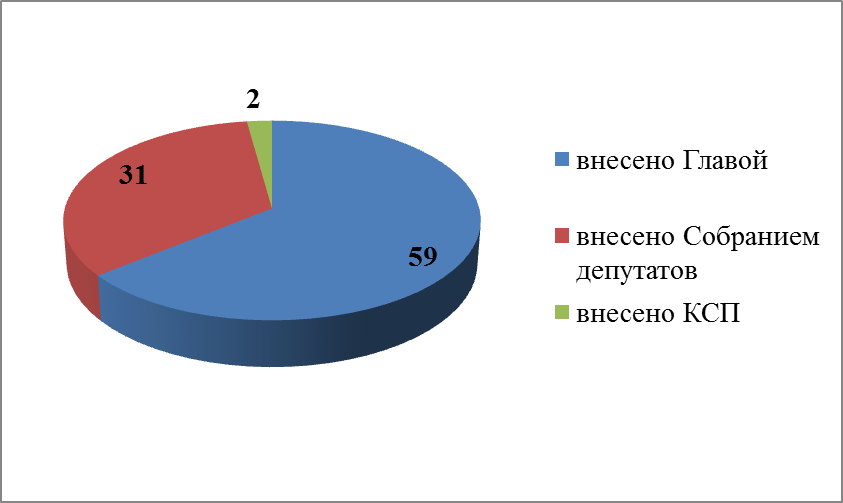 2
31
59
внесено Главой
внесено Собранием
депутатов
внесено КСП